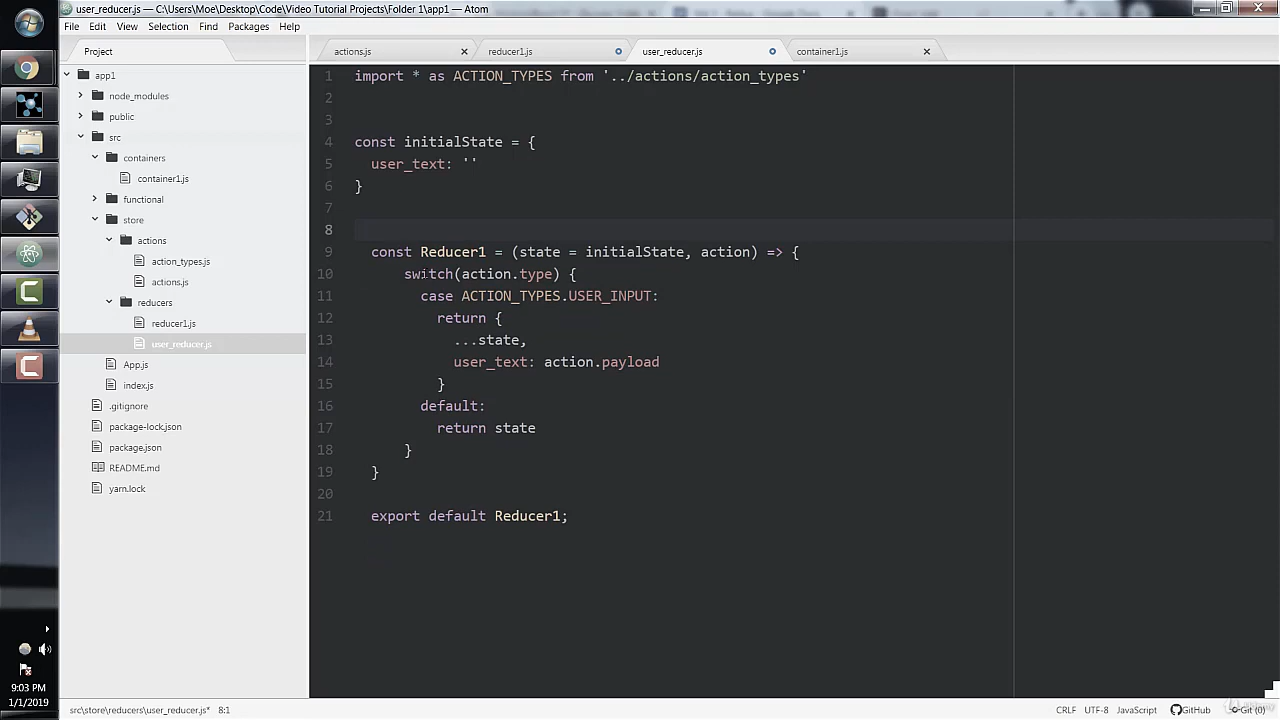 user_reducer.js — C:\Users\Moe\Desktop\Code\Video Tutorial Projects\Folder 1\app1 — Atom
File Edit View Selection Find Packages Help
Project
actions.js
reducer1.js
user_reducer.js
container1.js
app1
node_modules
public
src
containers
container1.js
functional
store
actions
action_types.js
actions.js
reducers
reducer1.js
user_reducer.js
App.js
index.js
.gitignore
package-lock.json
package.json
README.md
yarn.lock
1 import * as ACTION_TYPES from '../actions/action_types'
2
3
4 const initialState = {
5 user_text: ''
6 }
7
8
9 const Reducer1 = (state = initialState, action) => {
10 switch(action.type) {
11 case ACTION_TYPES.USER_INPUT:
12 return {
13 ...state,
14 user_text: action.payload
15 }
16 default:
17 return state
18 }
19 }
20
21 export default Reducer1;
9:03 PM
1/1/2019
src\store\reducers\user_reducer.js* 8:1
CRLF UTF-8 JavaScript GitHub Git (0)